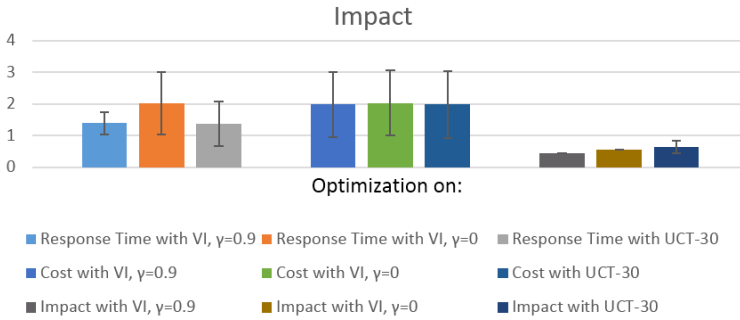 Impact
4
3
2
1
0
Optimization on:
Response Time with VI, γ=0.9 Response Time with VI, γ=0 Response Time with UCT-30
Cost with VI, γ=0.9 Cost with VI, γ=0 Cost with UCT-30
Impact with VI, γ=0.9 Impact with VI, γ=0 Impact with UCT-30